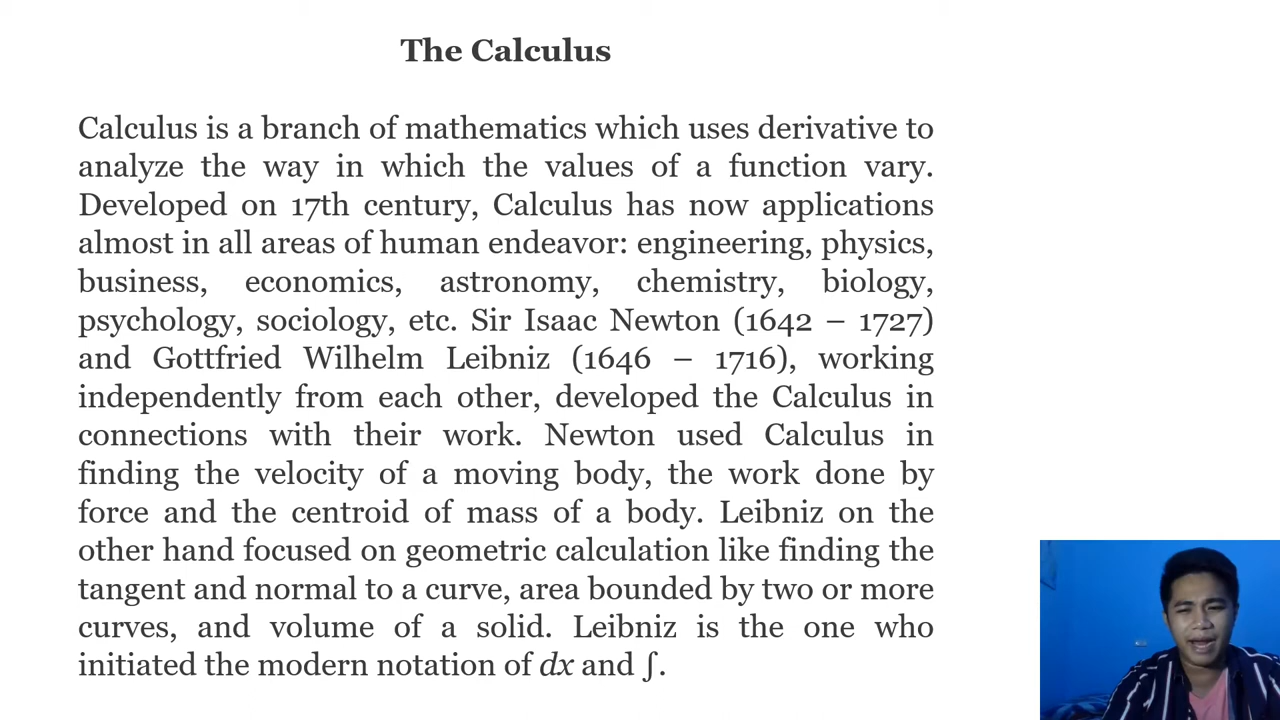 The Calculus
Calculus is a branch of mathematics which uses derivative to
analyze the way in which the values of a function vary.
Developed on 17th century, Calculus has now applications
almost in all areas of human endeavor: engineering, physics,
business, economics, astronomy, chemistry, biology,
psychology, sociology, etc. Sir Isaac Newton (1642 – 1727)
and Gottfried Wilhelm Leibniz (1646 – 1716), working
independently from each other, developed the Calculus in
connections with their work. Newton used Calculus in
finding the velocity of a moving body, the work done by
force and the centroid of mass of a body. Leibniz on the
other hand focused on geometric calculation like finding the
tangent and normal to a curve, area bounded by two or more
curves, and volume of a solid. Leibniz is the one who
initiated the modern notation of dx and ∫.